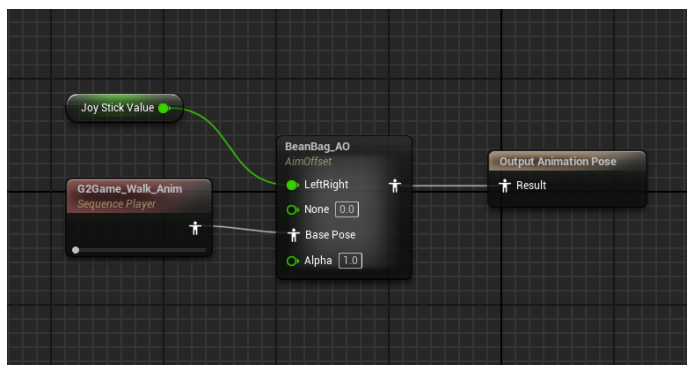 Joy Stick Value
G2Game_Walk_Anim
Sequence Player
BeanBag_AO
AimOffset
LeftRight
None 0.0
Base Pose
Alpha 1.0
Output Animation Pose
Result